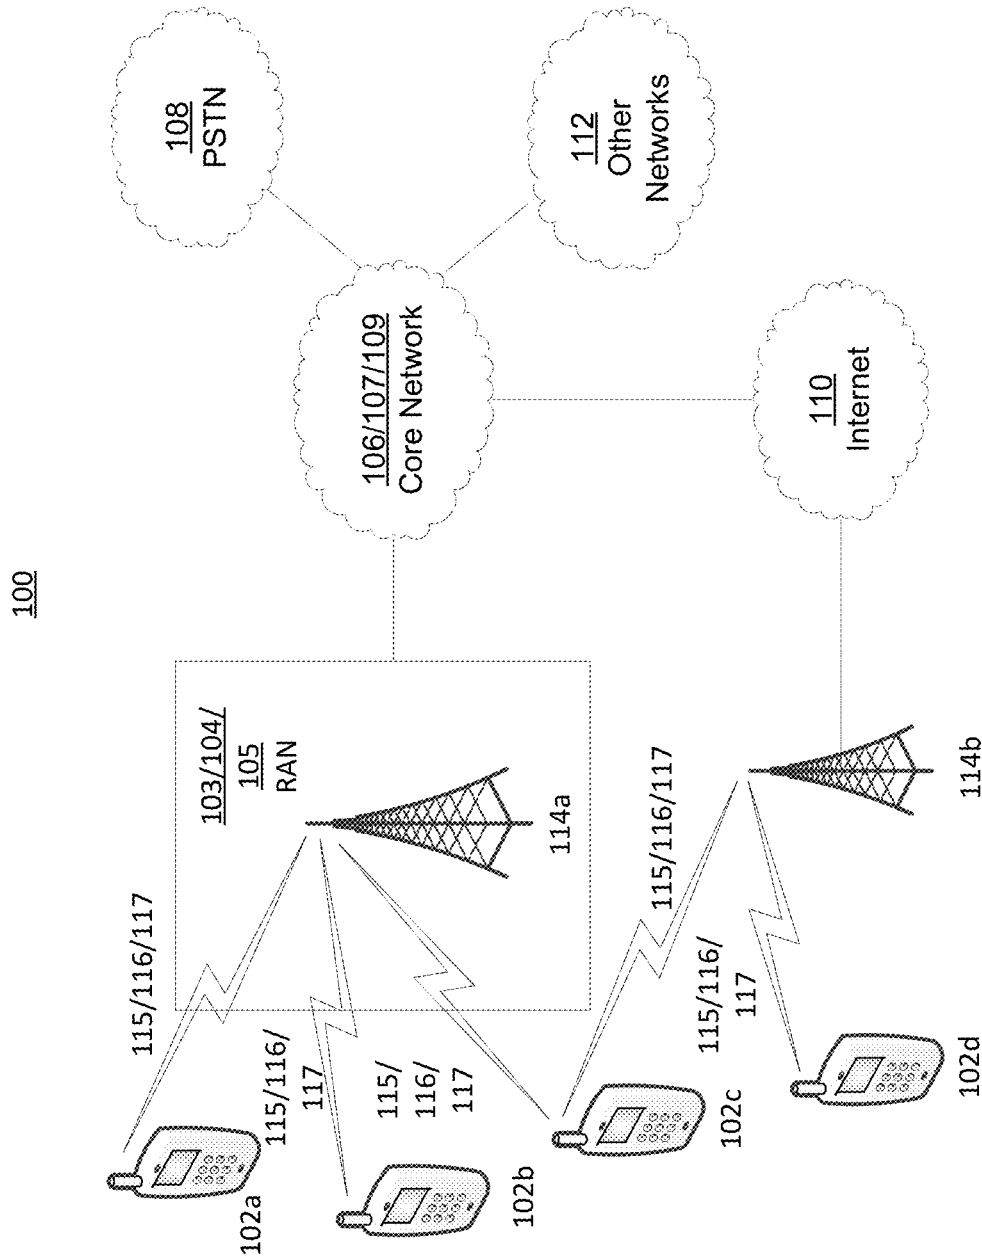 100
102a
115/116/117
103/104/
105
RAN
106/107/109
Core Network
108
PSTN
102b
115/116/
117
115/
116/
117
114a
112
Other
Networks
102c
115/116/117
102d
115/116/
117
114b
110
Internet